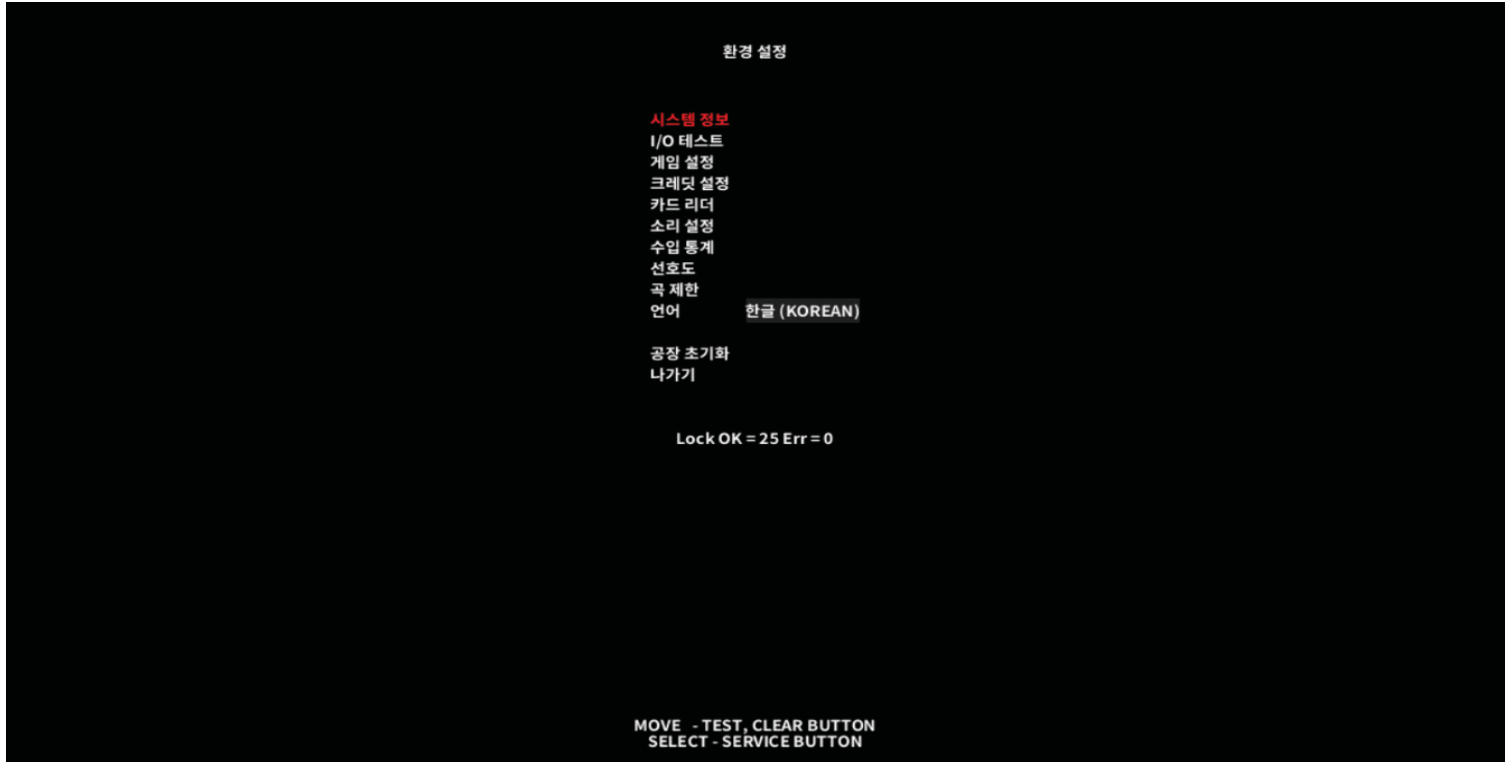 환경 설정
시스템 정보
I/O 테스트
게임 설정
크레딧 설정
카드 리더
소리 설정
수입 통계
선호도
곡 제한
언어 한글 (KOREAN)
공장 초기화
나가기
Lock OK = 25 Err = 0
MOVE - TEST, CLEAR BUTTON
SELECT - SERVICE BUTTON